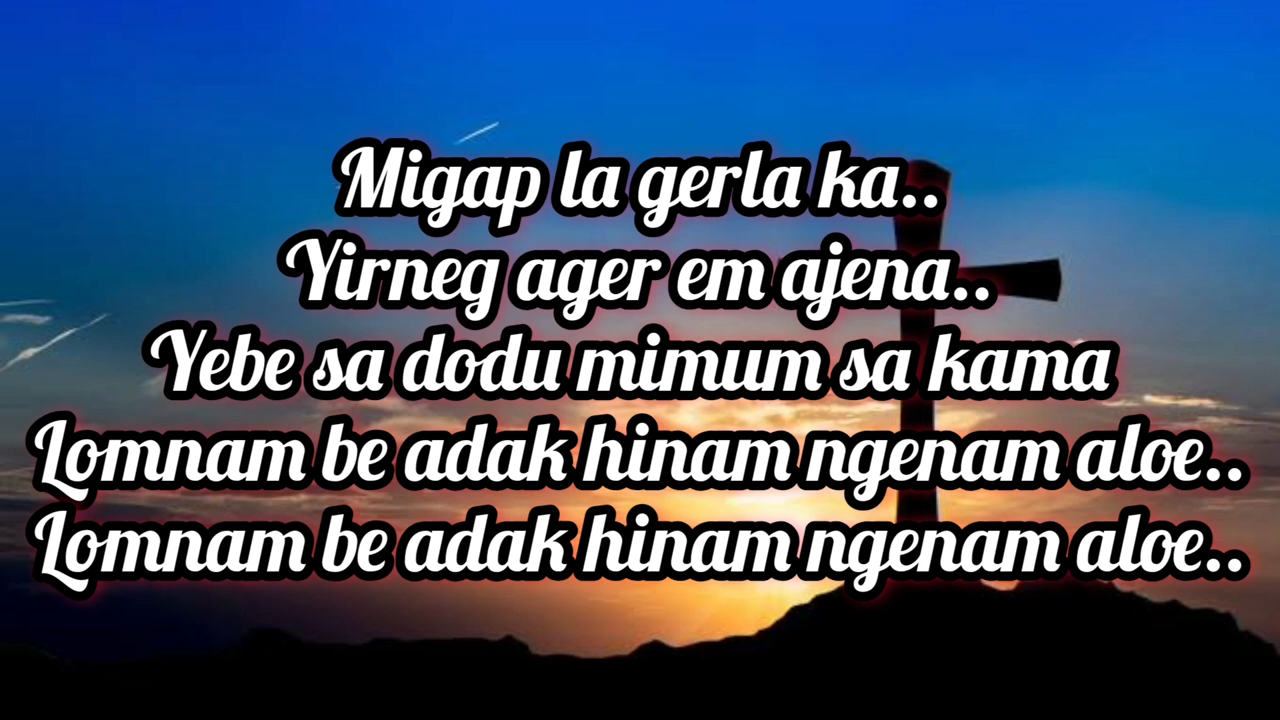 Migap la gerla ka..
Yirneg ager em ajena..
Yebe sa dodu mimum sa kama
Lomnam be adak hinam ngenam aloe..
Lomnam be adak hinam ngenam aloe..